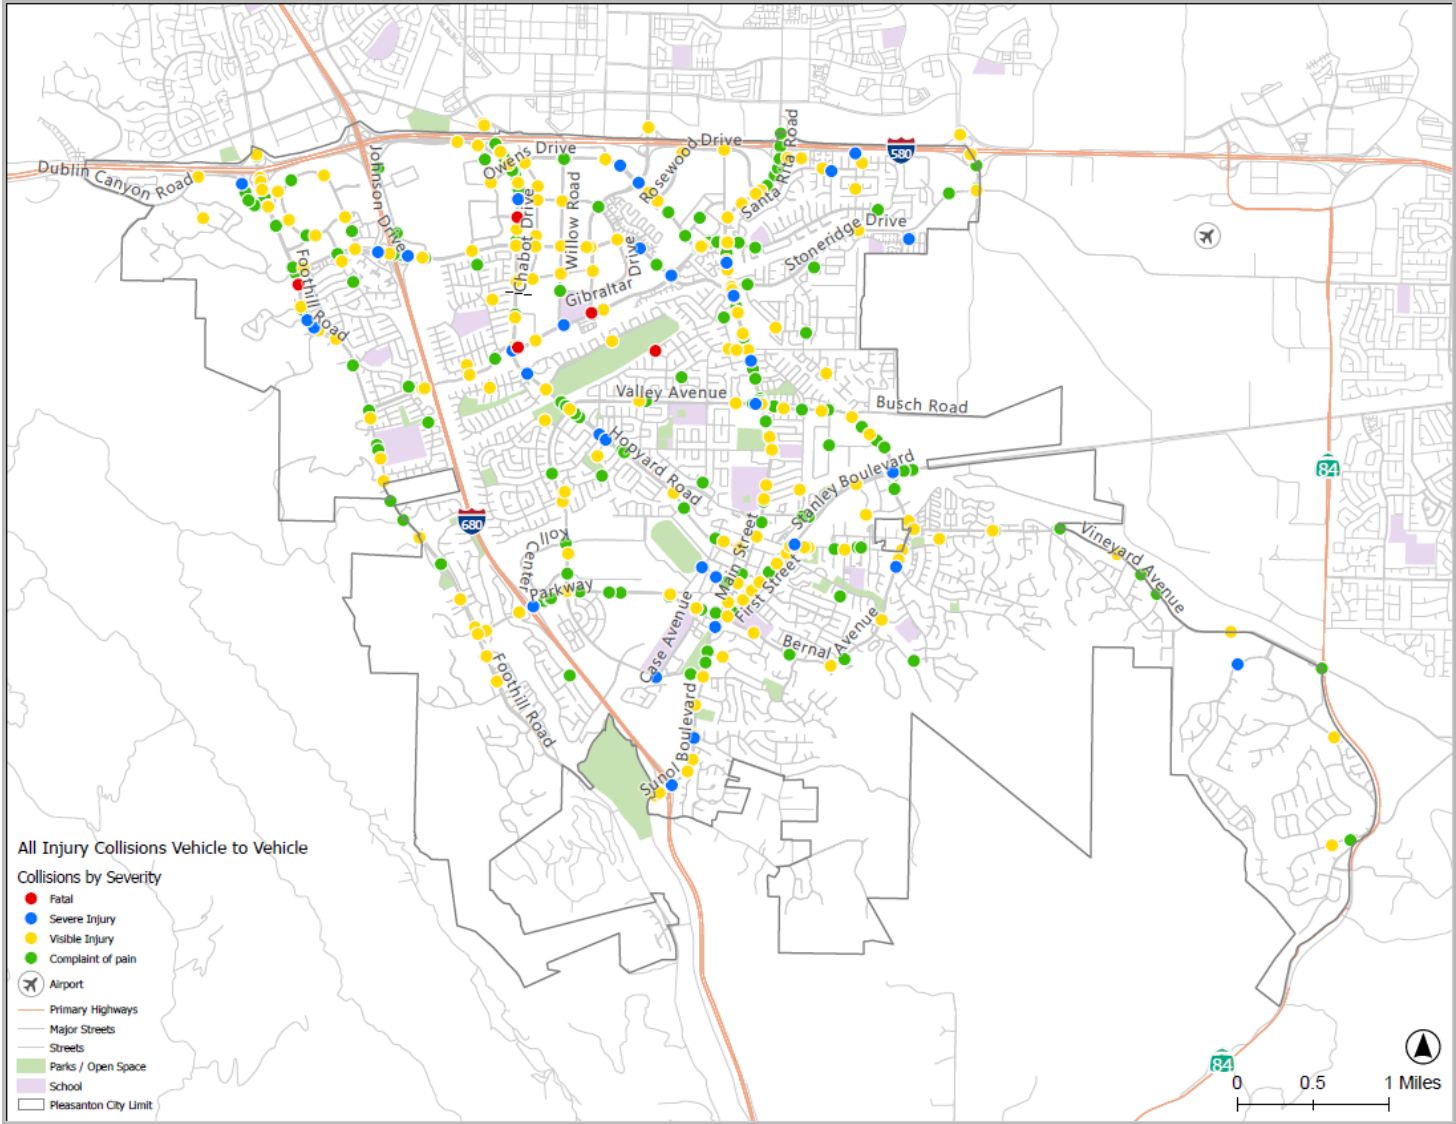 580
Dublin Canyon Road
Johnson Drive
Owens Drive
Rosewood Drive
Santa Rita Road
Chabot Drive
Willow Road
Stoneridge Drive
Gibraltar Drive
Foothill Road
Valley Avenue
Busch Road
Hopyard Road
Stanley Boulevard
84
680
Koll Center Parkway
Main Street
First Street
Vineyard Avenue
Case Avenue
Bernal Avenue
Foothill Road
Sunol Boulevard
All Injury Collisions Vehicle to Vehicle
Collisions by Severity
Fatal
Severe Injury
Visible Injury
Complaint of pain
Airport
Primary Highways
Major Streets
Streets
Parks / Open Space
School
Pleasanton City Limit
84
0 0.5 1 Miles